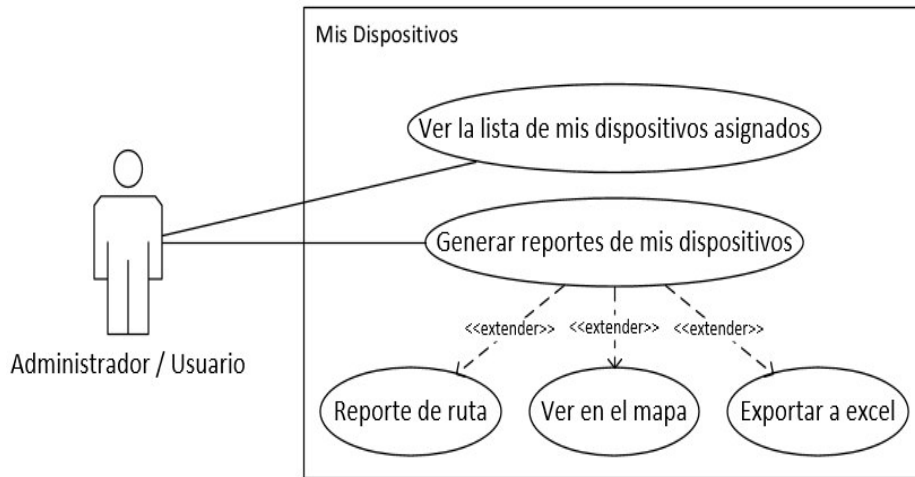 Mis Dispositivos
Ver la lista de mis dispositivos asignados
Generar reportes de mis dispositivos
<<extender>>
<<extender>>
<<extender>>
Administrador / Usuario
Reporte de ruta
Ver en el mapa
Exportar a excel